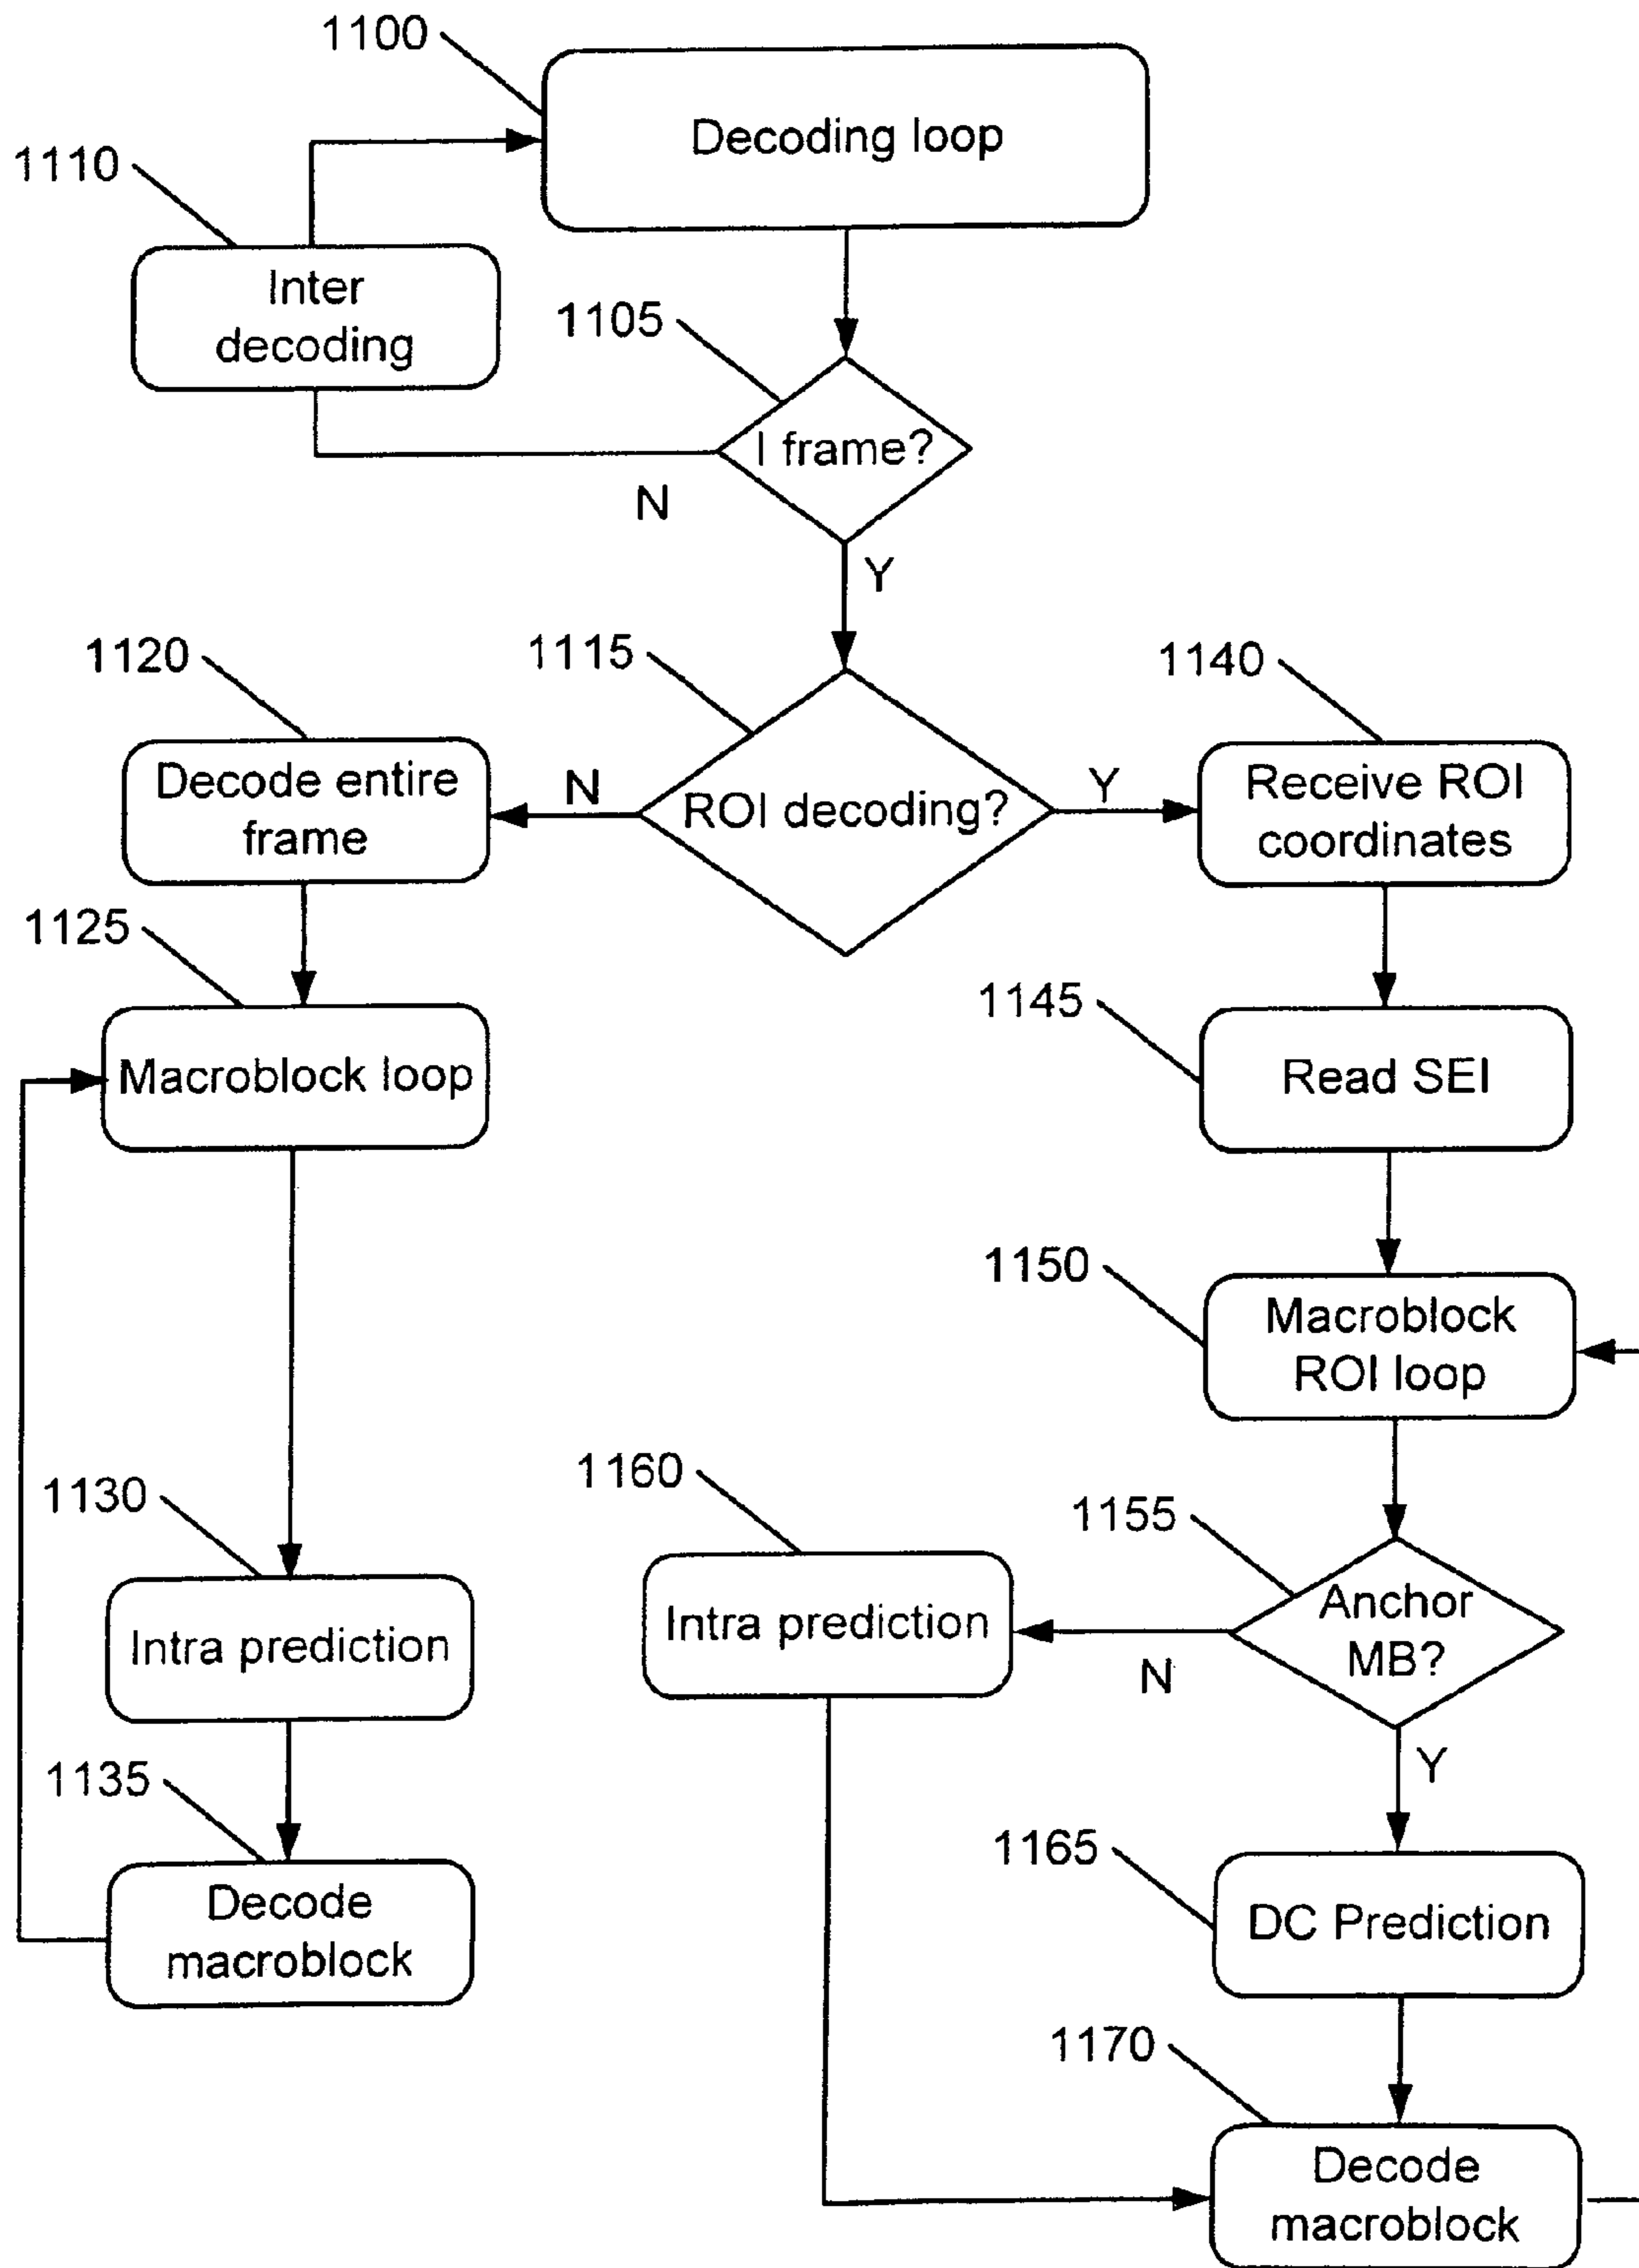 1100
Decoding loop
1110
Inter
decoding
1105
I frame?
N
Y
1120
1115
1140
Decode entire
frame
N
ROI decoding?
Y
Receive ROI
coordinates
1125
Macroblock loop
1145
Read SEI
1150
Macroblock
ROI loop
1130
Intra prediction
1160
Intra prediction
1155
Anchor
MB?
N
Y
1135
Decode
macroblock
1165
DC Prediction
1170
Decode
macroblock